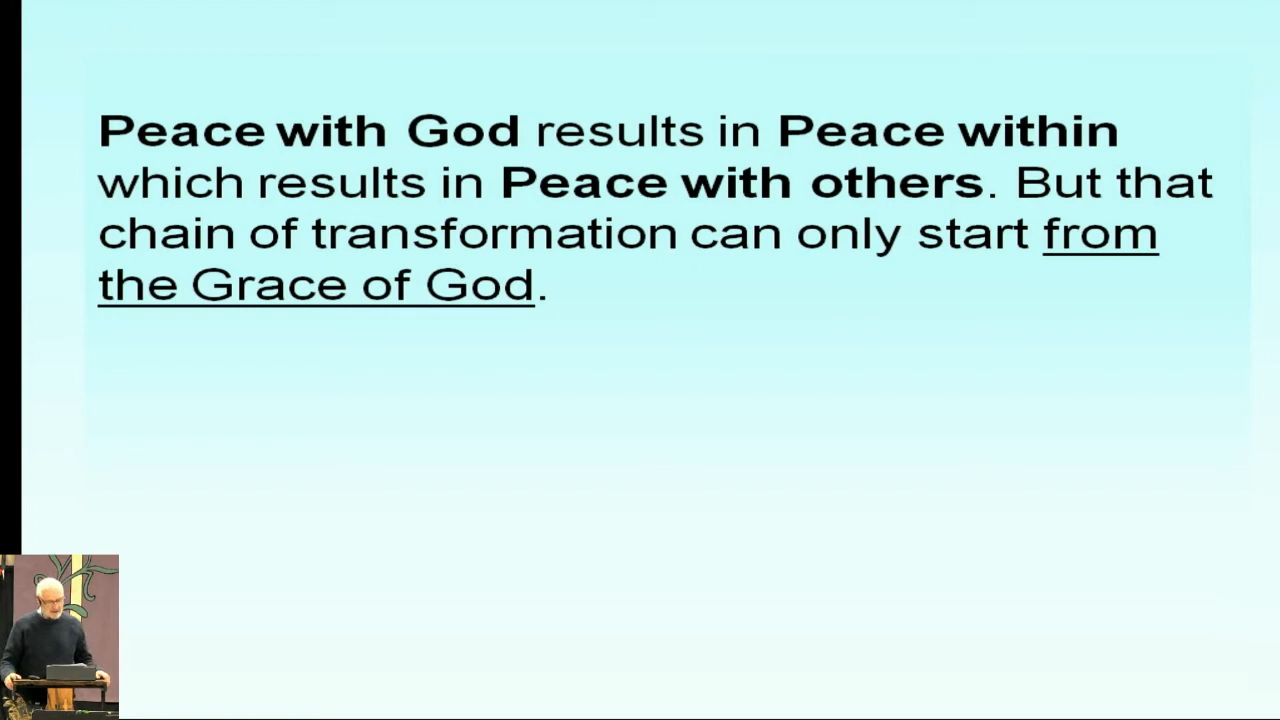 Peace with God results in Peace within
which results in Peace with others. But that
chain of transformation can only start from
the Grace of God.